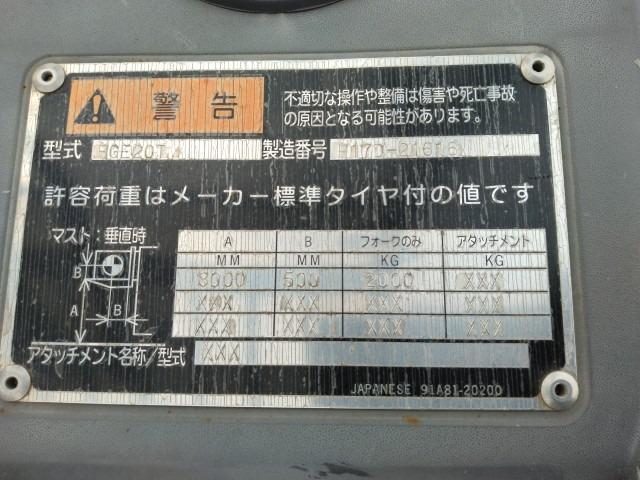 警告
不適切な操作や整備は傷害や死亡事故
の原因となる可能性があります。
型式 FGE20T 製造番号
許容荷重はメーカー標準タイヤ付の値です
マスト:垂直時
A B フォークのみ アタッチメント
MM MM KG KG
3000 500 2000 XXX
XXX XXX XXX XXX
XXX XXX XXX XXX
B
A
B
アタッチメント名称/型式 XXX
JAPANESE 91A81-20200